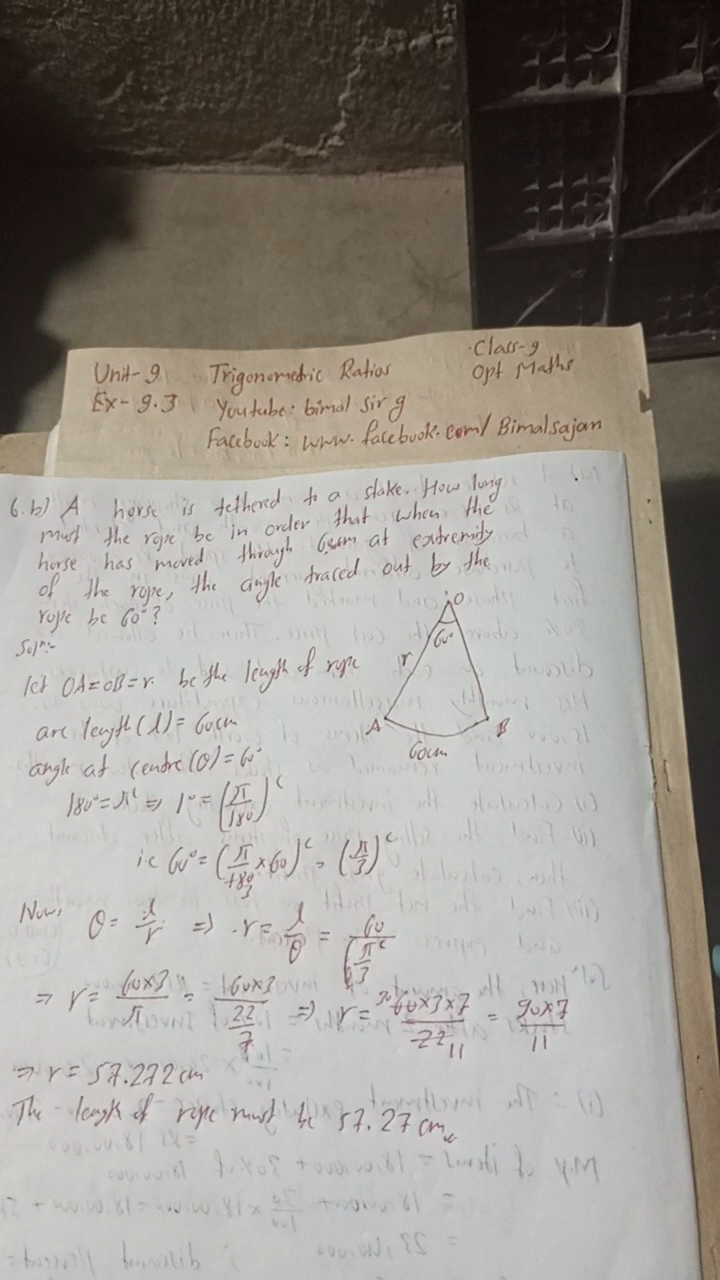 Unit-9 Trigonometric Ratios Class-9
Ex-9.3 Youtube: bimal sir g Opt Maths
Facebook: www.facebook.com/Bimalsajan
6.b) A horse is tethered to a stake. How long
must the rope be in order that when the
horse has moved through 60cm at extremity
of the rope, the angle traced out by the
rope be 60°?
Solⁿ:-
let OA=OB=r be the length of rope
arc length(l)= 60cm
angle at centre(θ)=60°
O
60°
r
A
B
60cm
180°=πᶜ ⇒ 1°=(π/180)ᶜ
ie 60°=(π/180×60)ᶜ = (π/3)ᶜ
Now, θ= l/r ⇒ r= l/θ = 60/(πᶜ/3)
⇒ r= 60×3/π = 60×3/(22/7) ⇒ r= 60×3×7/22 = 90×7/11
⇒ r = 57.272 cm
The length of rope must be 57.27 cm